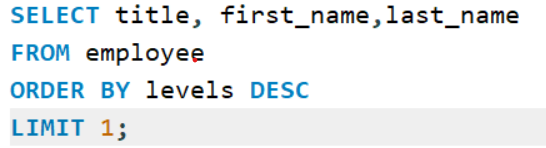 SELECT title, first_name,last_name
FROM employee
ORDER BY levels DESC
LIMIT 1;